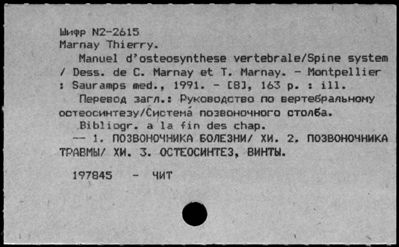 Шифр N2-2615
Marnay Thierry.
Manuel d'osteosynthese vertebrale/Spine system
/ Dess. de C. Marnay et T. Marnay. - Montpellier
: Sauramps med., 1991. - [8], 163 p. : ill.
Перевод загл.: Руководство по вертебральному
остеосинтезу/Система позвоночного столба.
Bibliogr. a la fin des chap.
-- 1. ПОЗВОНОЧНИКА БОЛЕЗНИ/ ХИ. 2. ПОЗВОНОЧНИКА
ТРАВМЫ/ ХИ. 3. ОСТЕОСИНТЕЗ, ВИНТЫ.
197845 - ЧИТ